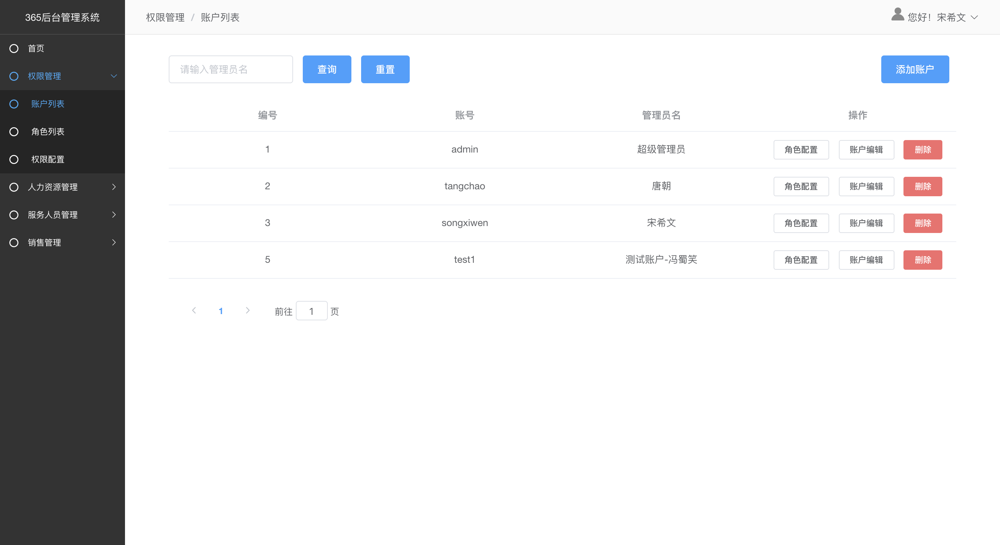 365后台管理系统
权限管理 / 账户列表
您好！宋希文
首页
权限管理
账户列表
角色列表
权限配置
人力资源管理
服务人员管理
销售管理
请输入管理员名 查询 重置 添加账户
编号 账号 管理员名 操作
1 admin 超级管理员 角色配置 账户编辑 删除
2 tangchao 唐朝 角色配置 账户编辑 删除
3 songxiwen 宋希文 角色配置 账户编辑 删除
5 test1 测试账户-冯蜀笑 角色配置 账户编辑 删除
1 前往 1 页